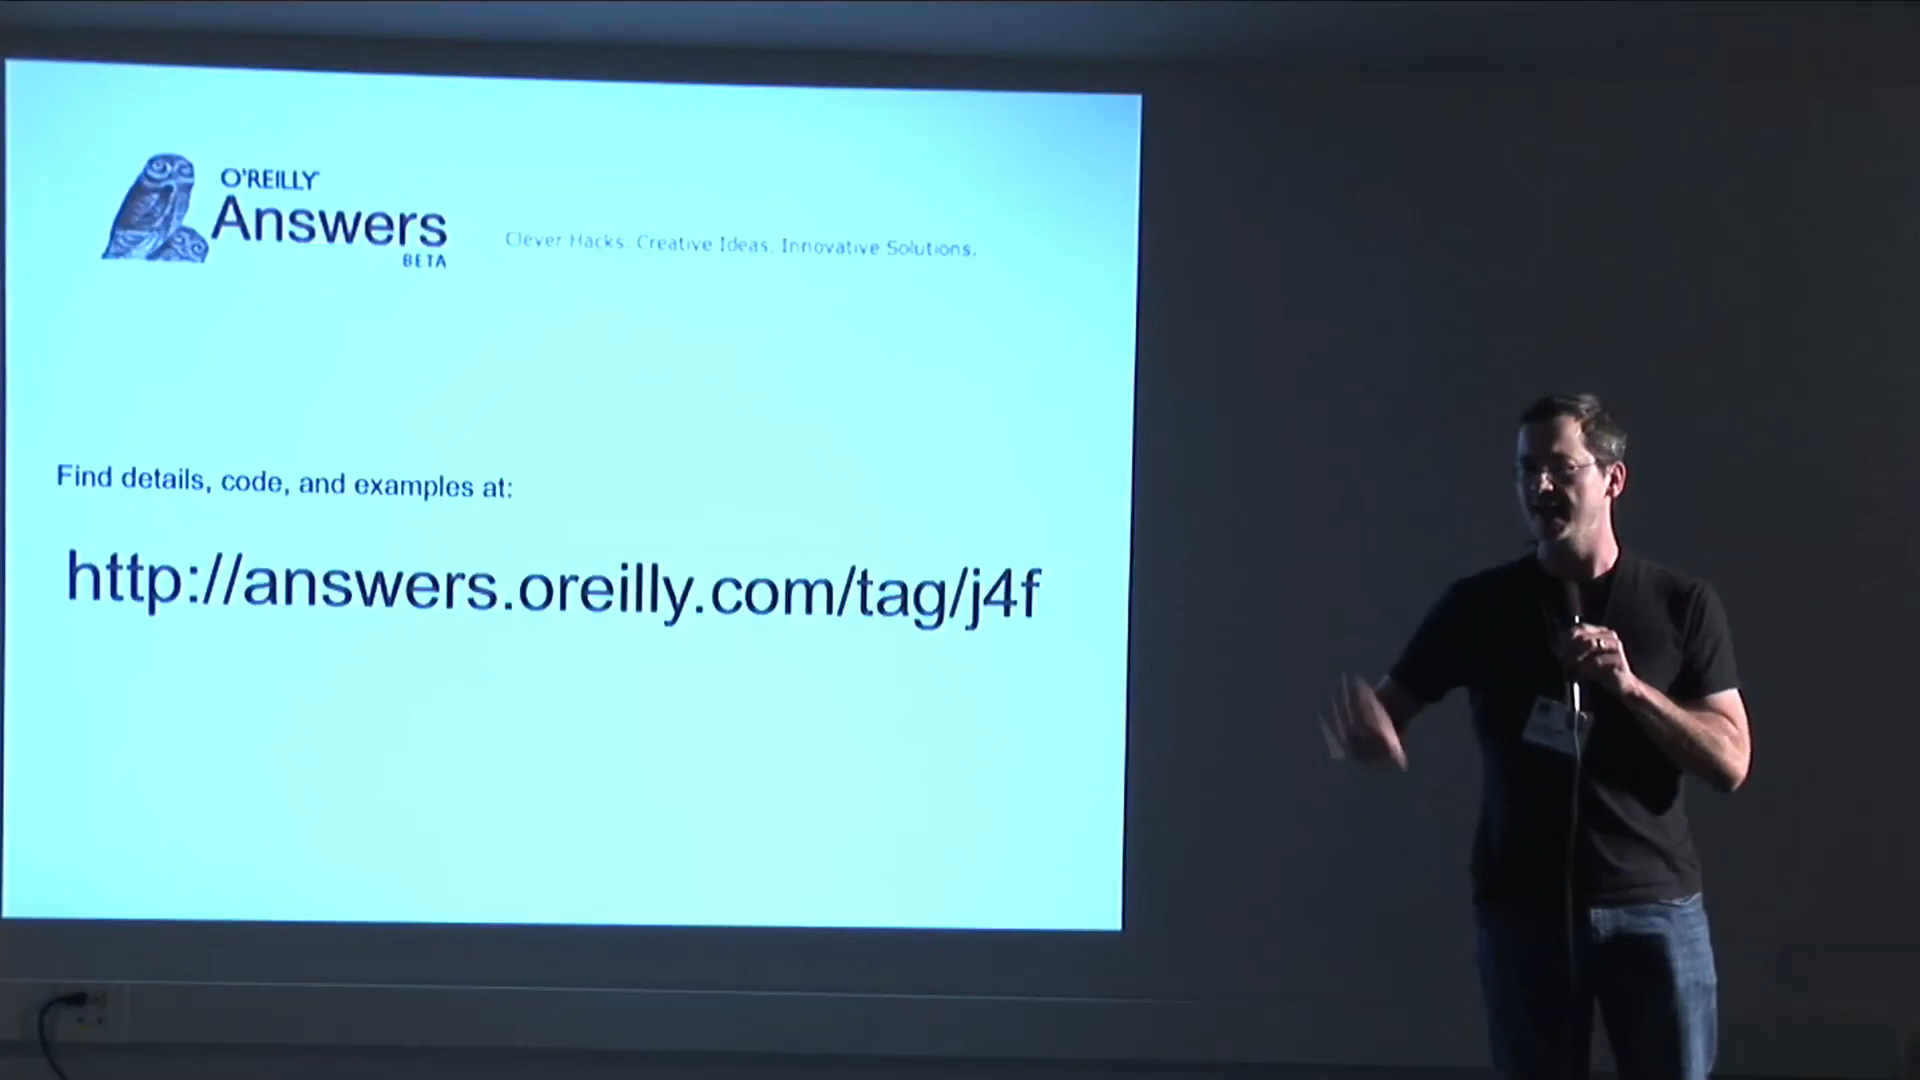 O'REILLY
Answers
BETA
Clever Hacks. Creative Ideas. Innovative Solutions.
Find details, code, and examples at:
http://answers.oreilly.com/tag/j4f